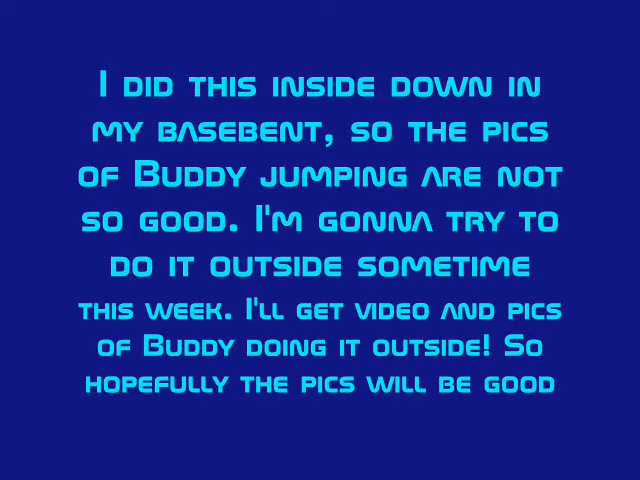 I did this inside down in
my basebent, so the pics
of Buddy jumping are not
so good. I'm gonna try to
do it outside sometime
this week. I'll get video and pics
of Buddy doing it outside! So
hopefully the pics will be good